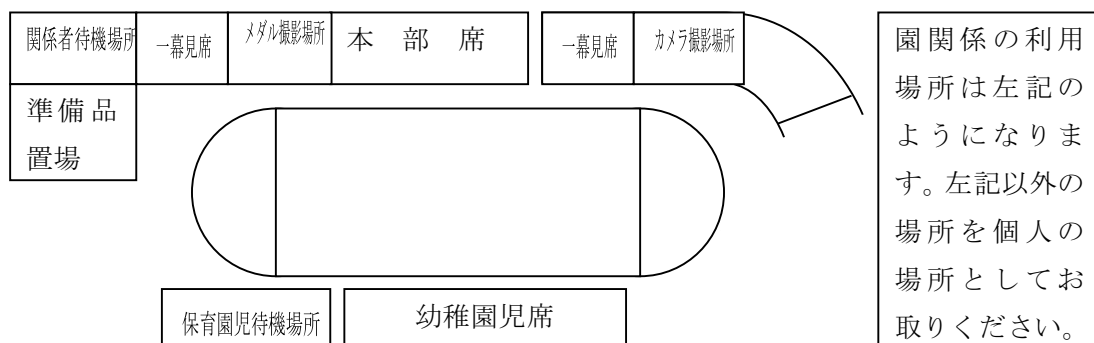 関係者待機場所
一幕見席
メダル撮影場所
本部席
一幕見席
カメラ撮影場所
準備品
置場
保育園児待機場所
幼稚園児席
園関係の利用
場所は左記の
ようになりま
す。左記以外の
場所を個人の
場所としてお
取りください。